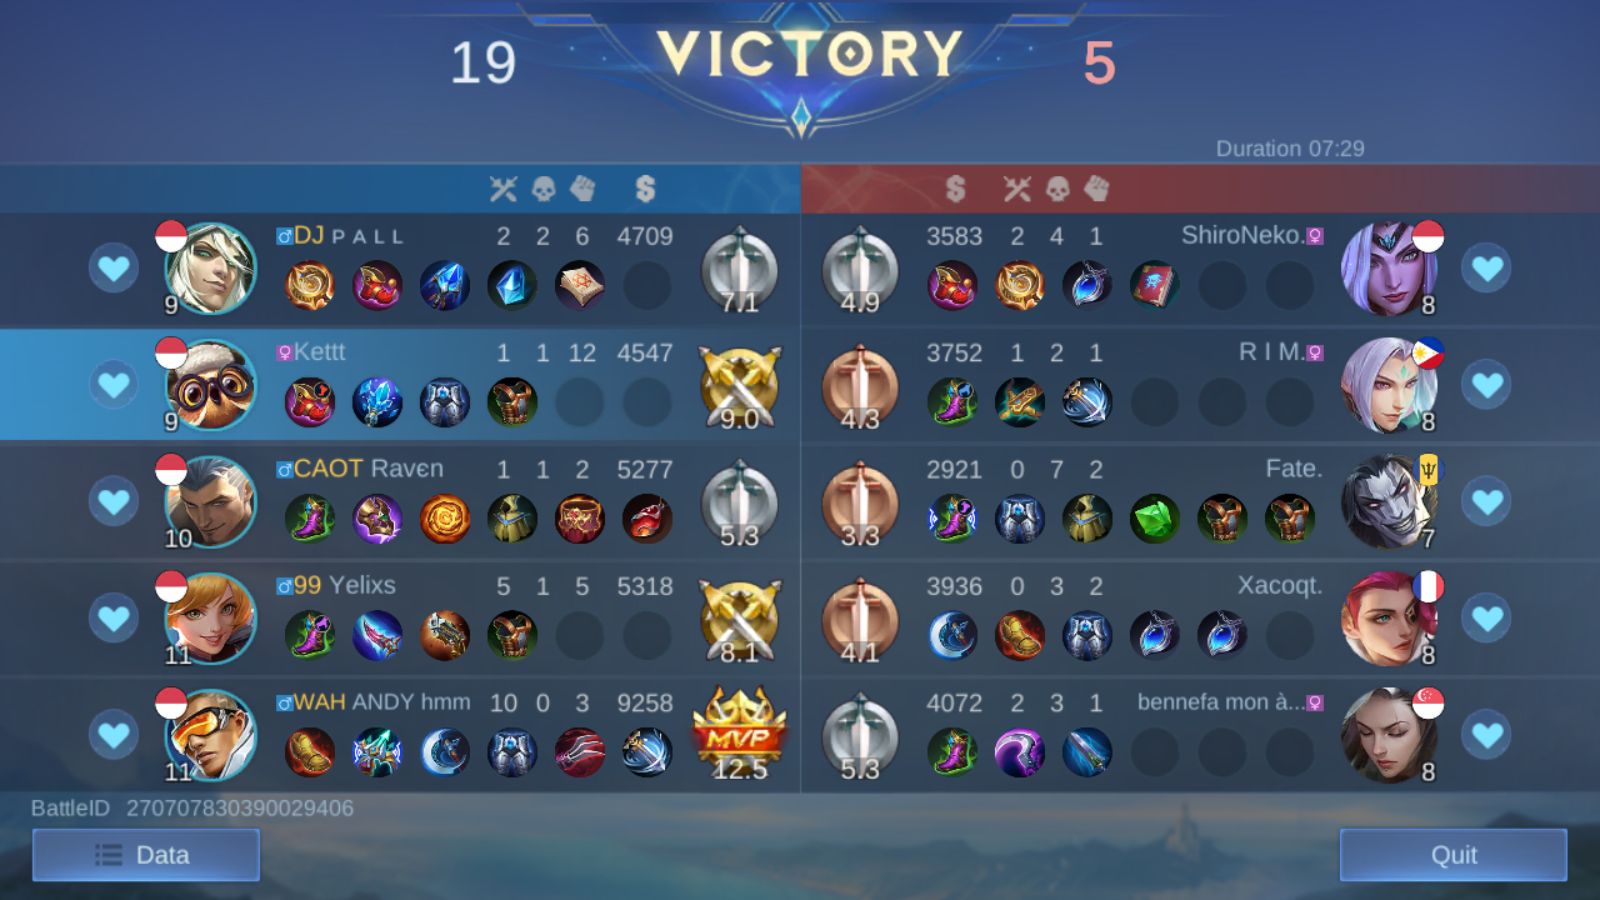 19 VICTORY 5
Duration 07:29
DJ P A L L 2 2 6 4709 7.1 9
4.9 3583 2 4 1 ShiroNeko. 8
Kettt 1 1 12 4547 9.0 9
4.3 3752 1 2 1 R I M. 8
CAOT Ravєn 1 1 2 5277 5.3 10
3.3 2921 0 7 2 Fate. 7
99 Yelixs 5 1 5 5318 8.1 11
4.1 3936 0 3 2 Xacoqt. 8
WAH ANDY hmm 10 0 3 9258 MVP 12.5 11
5.3 4072 2 3 1 bennefa mon à... 8
BattleID 270707830390029406
Data
Quit